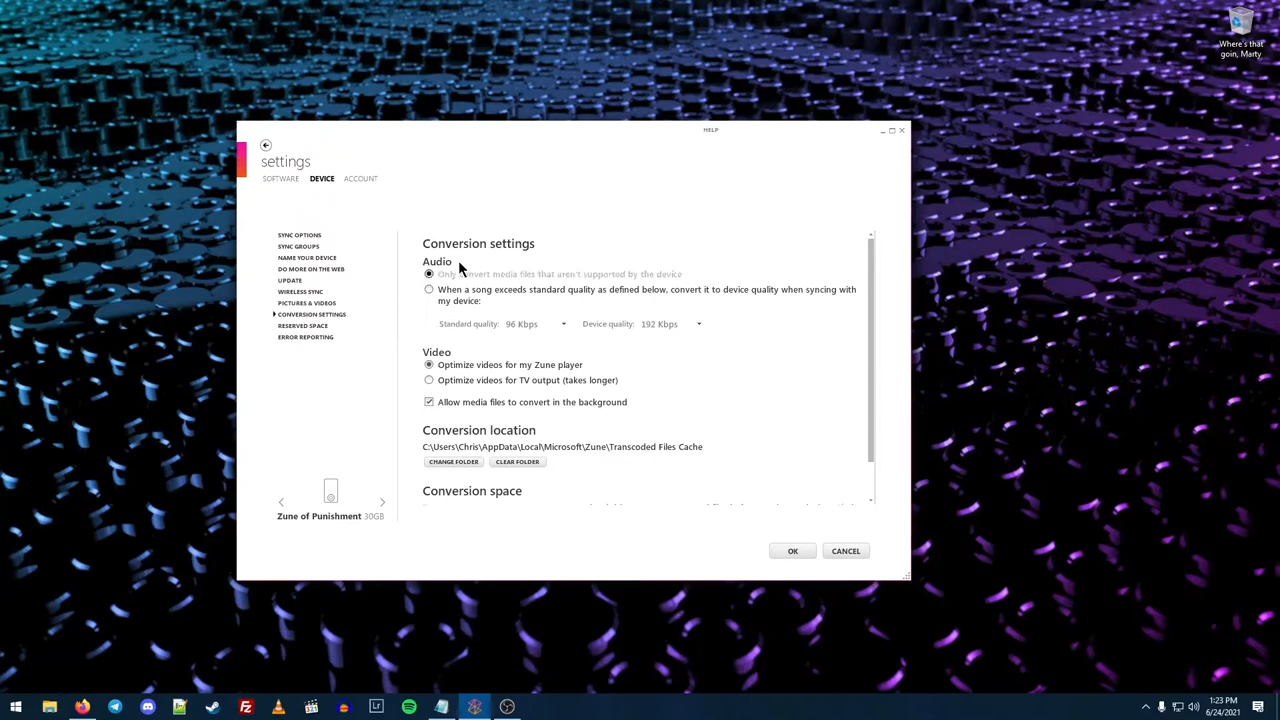 Where's that
goin, Marty
HELP
settings
SOFTWARE DEVICE ACCOUNT
SYNC OPTIONS
SYNC GROUPS
NAME YOUR DEVICE
DO MORE ON THE WEB
UPDATE
WIRELESS SYNC
PICTURES & VIDEOS
CONVERSION SETTINGS
RESERVED SPACE
ERROR REPORTING
Zune of Punishment 30GB
Conversion settings
Audio
Only convert media files that aren't supported by the device
When a song exceeds standard quality as defined below, convert it to device quality when syncing with
my device:
Standard quality: 96 Kbps Device quality: 192 Kbps
Video
Optimize videos for my Zune player
Optimize videos for TV output (takes longer)
Allow media files to convert in the background
Conversion location
C:\Users\Chris\AppData\Local\Microsoft\Zune\Transcoded Files Cache
CHANGE FOLDER CLEAR FOLDER
Conversion space
OK CANCEL
Fz
Lr
1:23 PM
6/24/2021